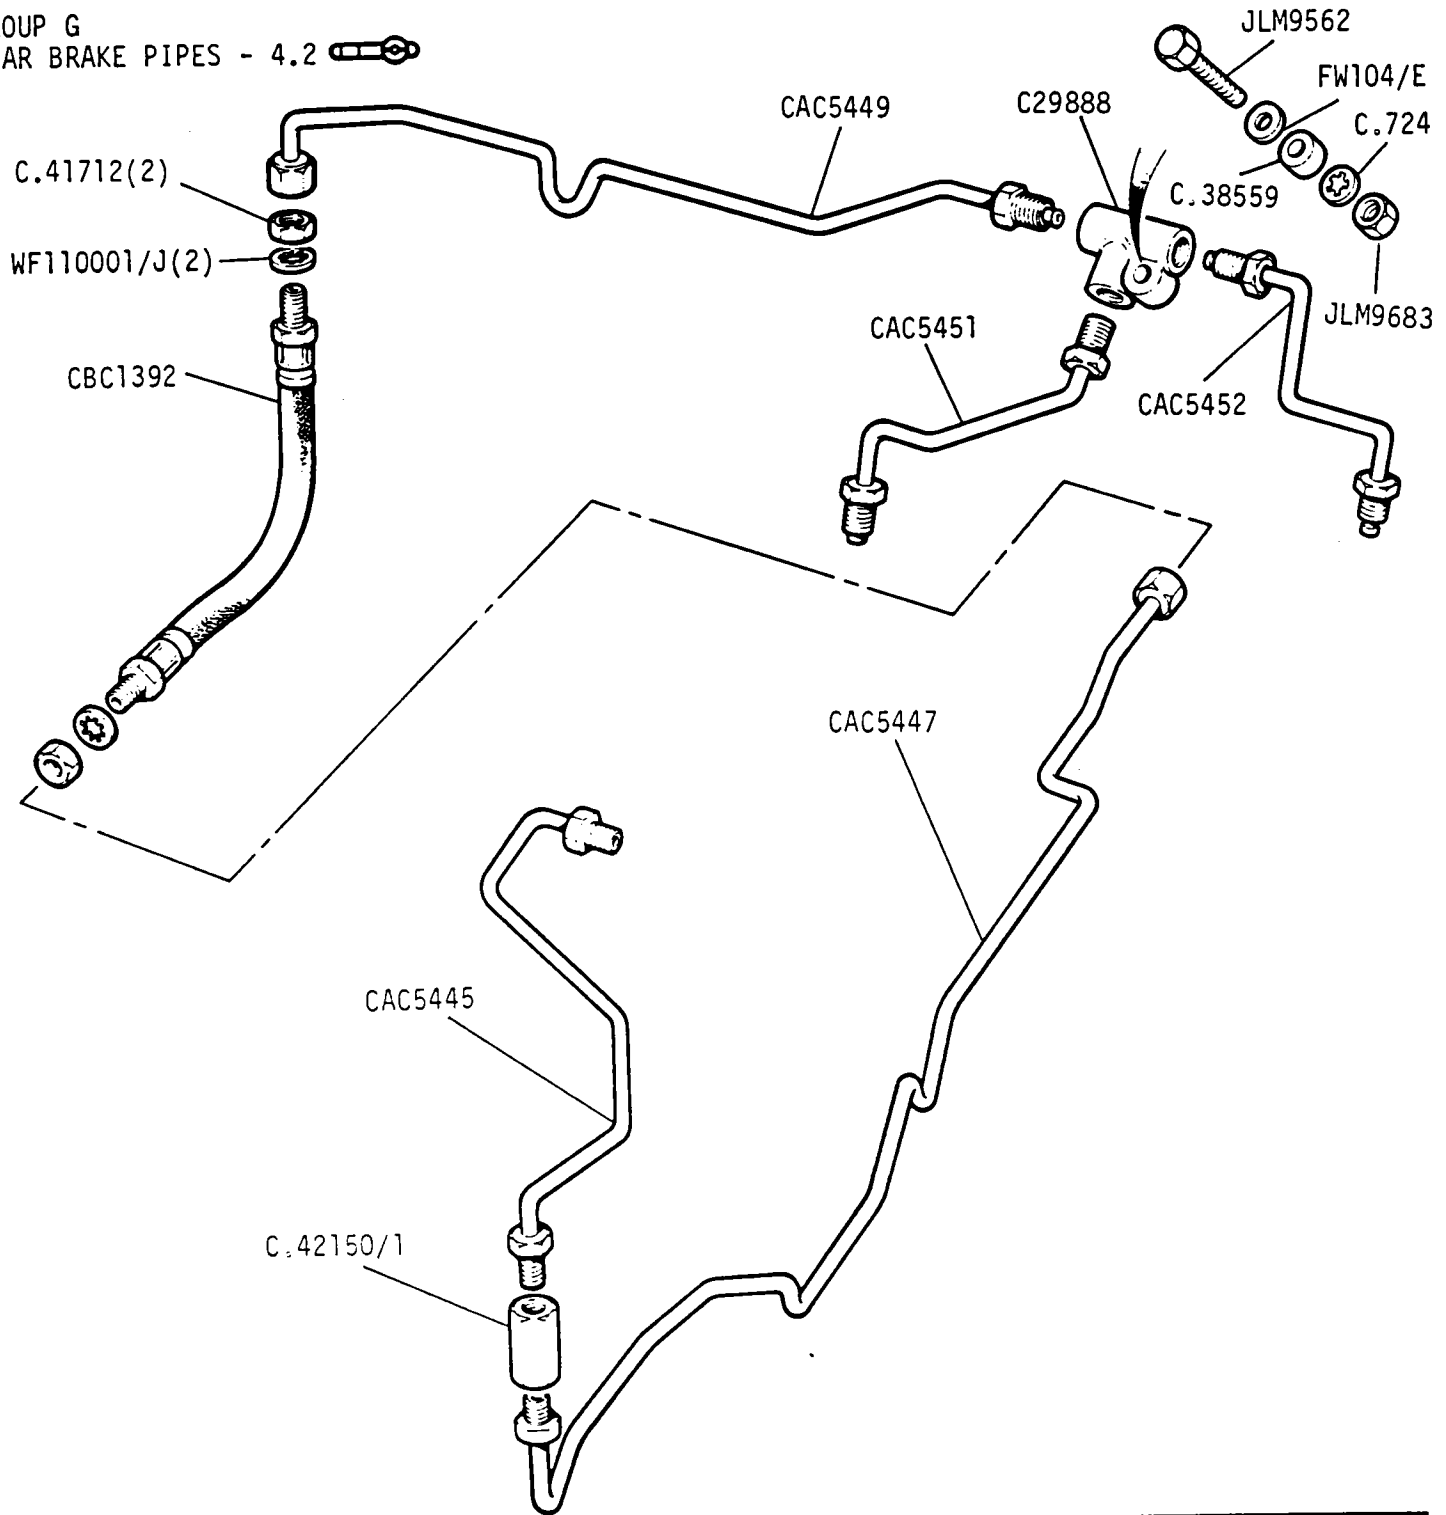 OUP G
AR BRAKE PIPES - 4.2
JLM9562
FW104/E
C.724
CAC5449
C29888
C.41712(2)
C.38559
WF110001/J(2)
JLM9683
CAC5451
CBC1392
CAC5452
CAC5447
CAC5445
C.42150/1